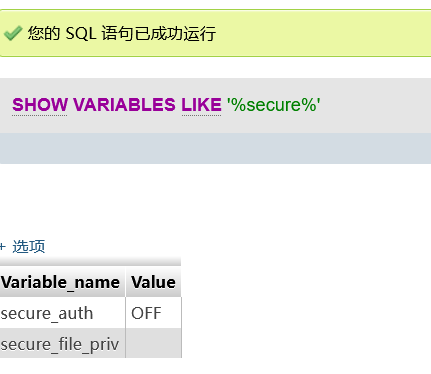 您的 SQL 语句已成功运行
SHOW VARIABLES LIKE '%secure%'
+ 选项
Variable_name Value
secure_auth OFF
secure_file_priv